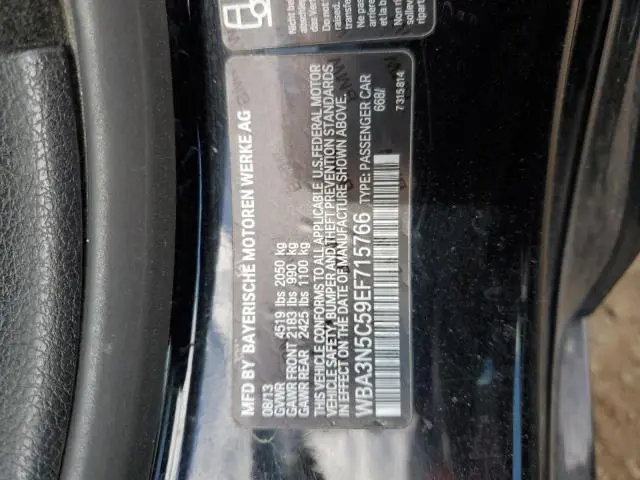 MFD BY BAYERISCHE MOTOREN WERKE AG
08/13
GVWR 4519 lbs 2050 kg
GAWR FRONT 2183 lbs 990 kg
GAWR REAR 2425 lbs 1100 kg
THIS VEHICLE CONFORMS TO ALL APPLICABLE U.S.FEDERAL MOTOR
VEHICLE SAFETY, BUMPER AND THEFT PREVENTION STANDARDS
IN EFFECT ON THE DATE OF MANUFACTURE SHOWN ABOVE.
WBA3N5C59EF715766 TYPE: PASSENGER CAR
668/
7 315 814